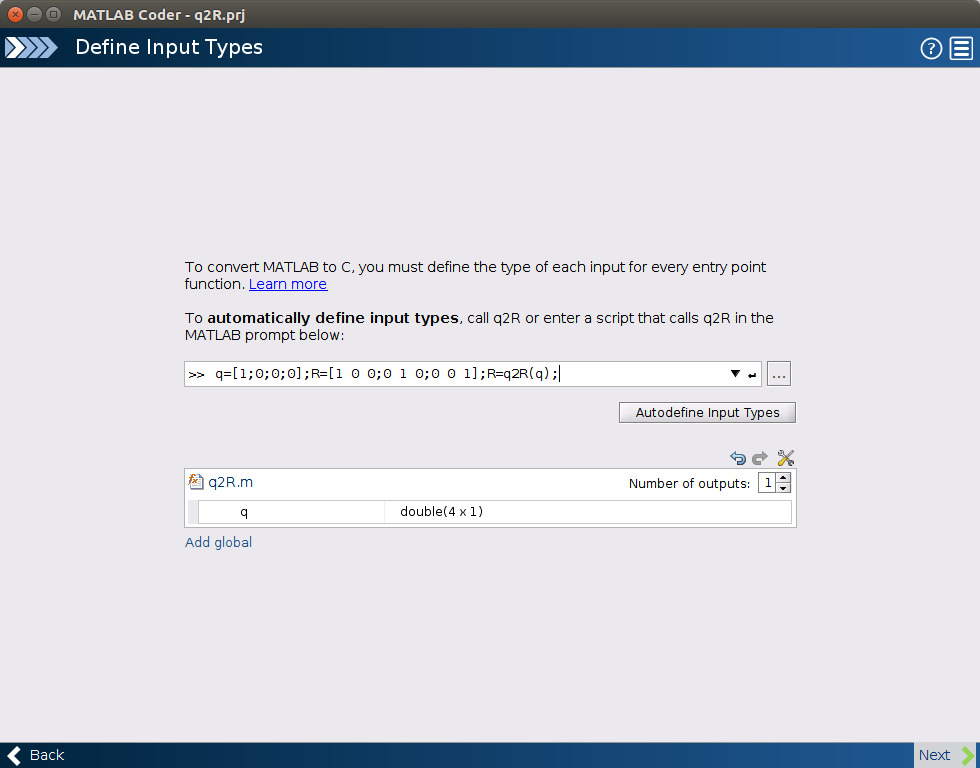 MATLAB Coder - q2R.prj
Define Input Types
?
To convert MATLAB to C, you must define the type of each input for every entry point
function. Learn more
To automatically define input types, call q2R or enter a script that calls q2R in the
MATLAB prompt below:
>> q=[1;0;0;0];R=[1 0 0;0 1 0;0 0 1];R=q2R(q);
...
Autodefine Input Types
q2R.m
Number of outputs: 1
q double(4 x 1)
Add global
Back
Next